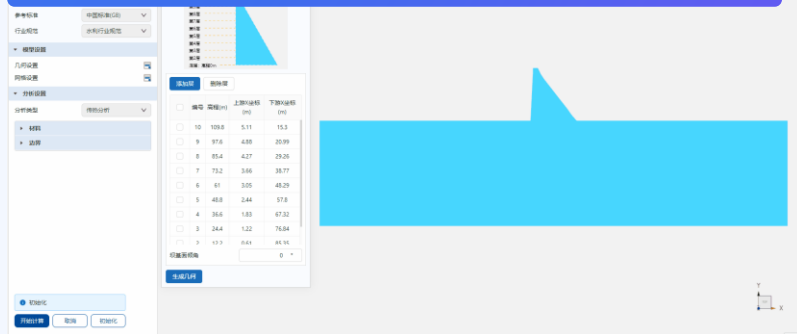 参考标准
中国标准(GB)
行业规范
水利行业规范
模型设置
几何设置
网格设置
分析设置
分析类型
材料
边界
添加层
删除层
编号 高程(m) 上游X坐标(m) 下游X坐标(m)
10 109.8 5.11 15.3
9 97.6 4.88 20.99
8 85.4 4.27 29.26
7 73.2 3.66 38.77
6 61 3.05 48.29
5 48.8 2.44 57.8
4 36.6 1.83 67.32
3 24.4 1.22 76.84
2 12.2 0.61 85.35
坝基面倾角
0 °
生成几何
初始化
开始计算
取消
初始化
Y
X